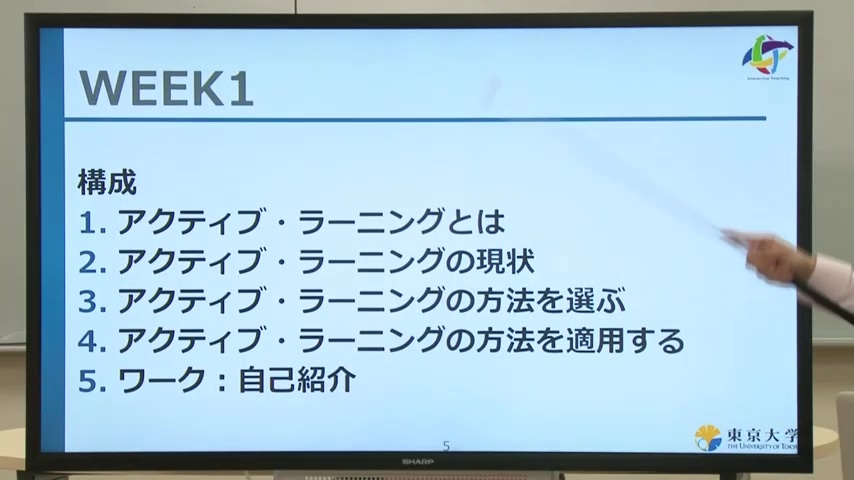 WEEK1
Interactive Teaching
構成
1. アクティブ・ラーニングとは
2. アクティブ・ラーニングの現状
3. アクティブ・ラーニングの方法を選ぶ
4. アクティブ・ラーニングの方法を適用する
5. ワーク：自己紹介
5
東京大学
THE UNIVERSITY OF TOKYO
SHARP